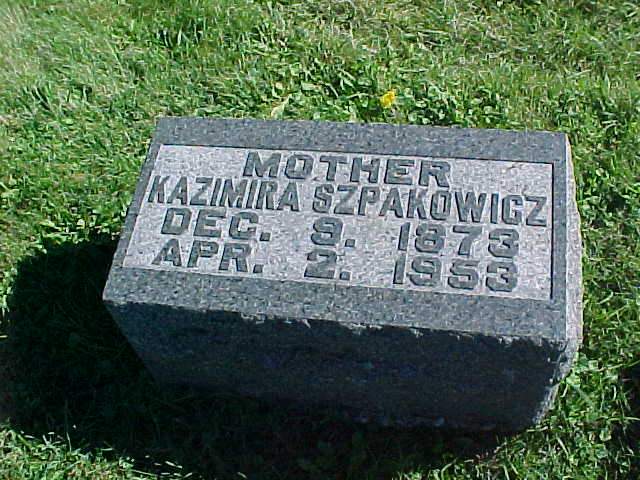 MOTHER
KAZIMIRA SZPAKOWICZ
DEC. 9. 1873
APR. 2. 1953